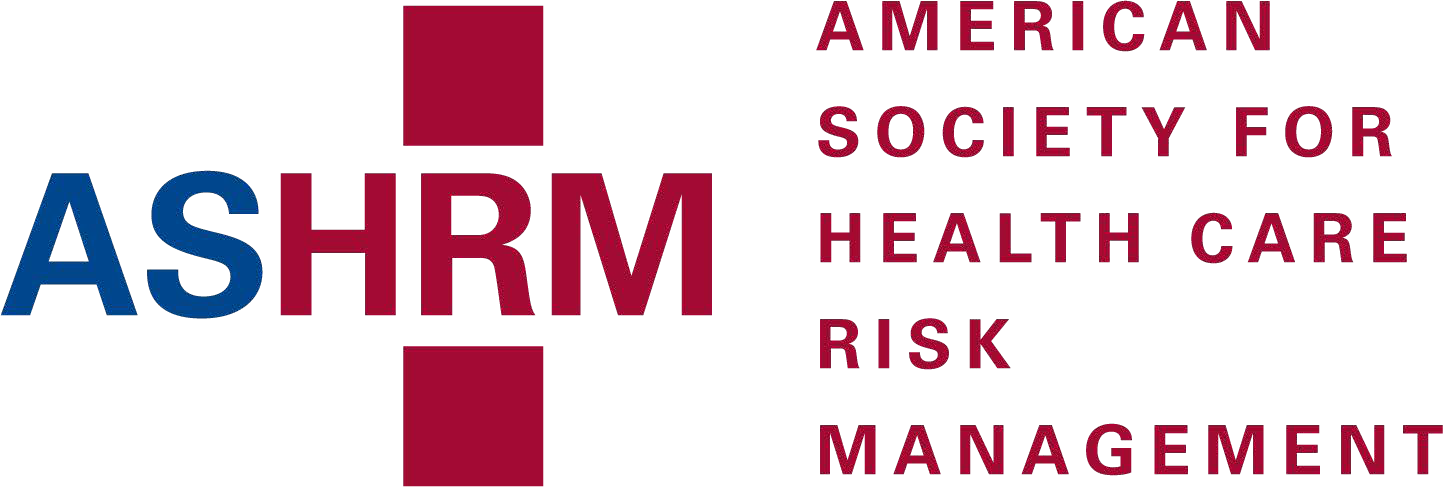 ASHRM
AMERICAN
SOCIETY FOR
HEALTH CARE
RISK
MANAGEMENT